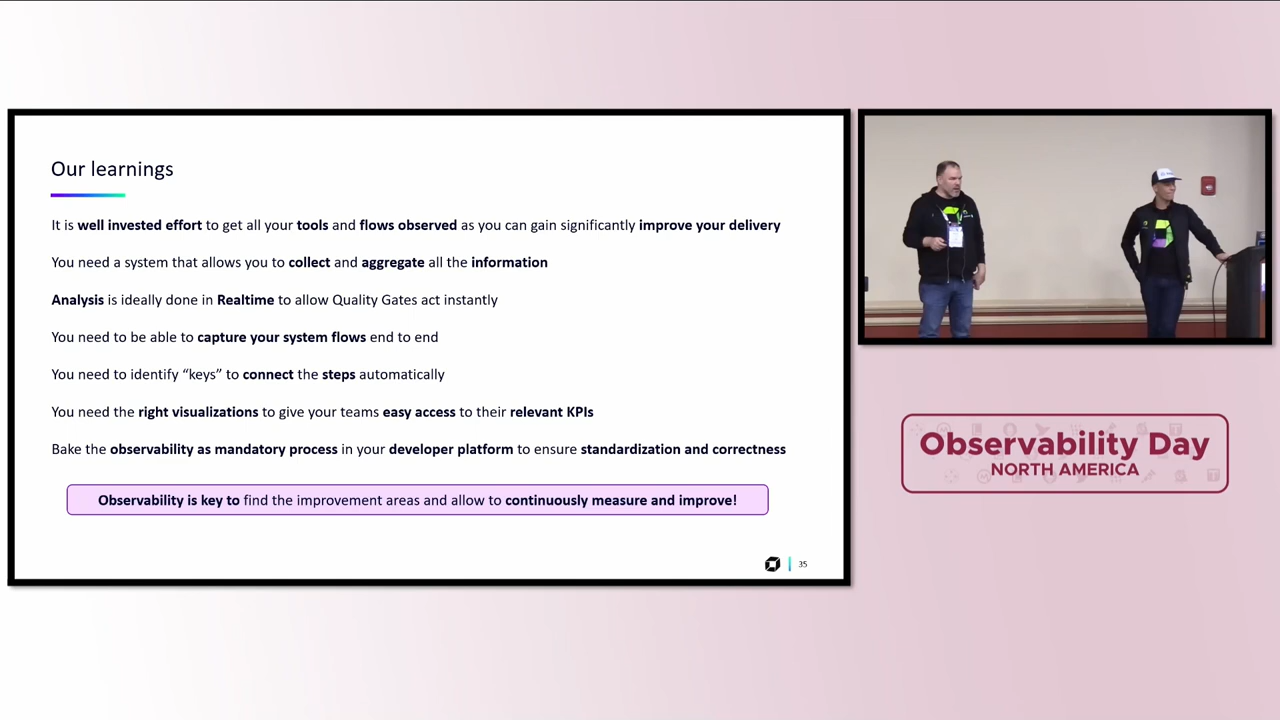 Our learnings
It is well invested effort to get all your tools and flows observed as you can gain significantly improve your delivery
You need a system that allows you to collect and aggregate all the information
Analysis is ideally done in Realtime to allow Quality Gates act instantly
You need to be able to capture your system flows end to end
You need to identify “keys” to connect the steps automatically
You need the right visualizations to give your teams easy access to their relevant KPIs
Bake the observability as mandatory process in your developer platform to ensure standardization and correctness
Observability is key to find the improvement areas and allow to continuously measure and improve!
35
Observability Day
NORTH AMERICA